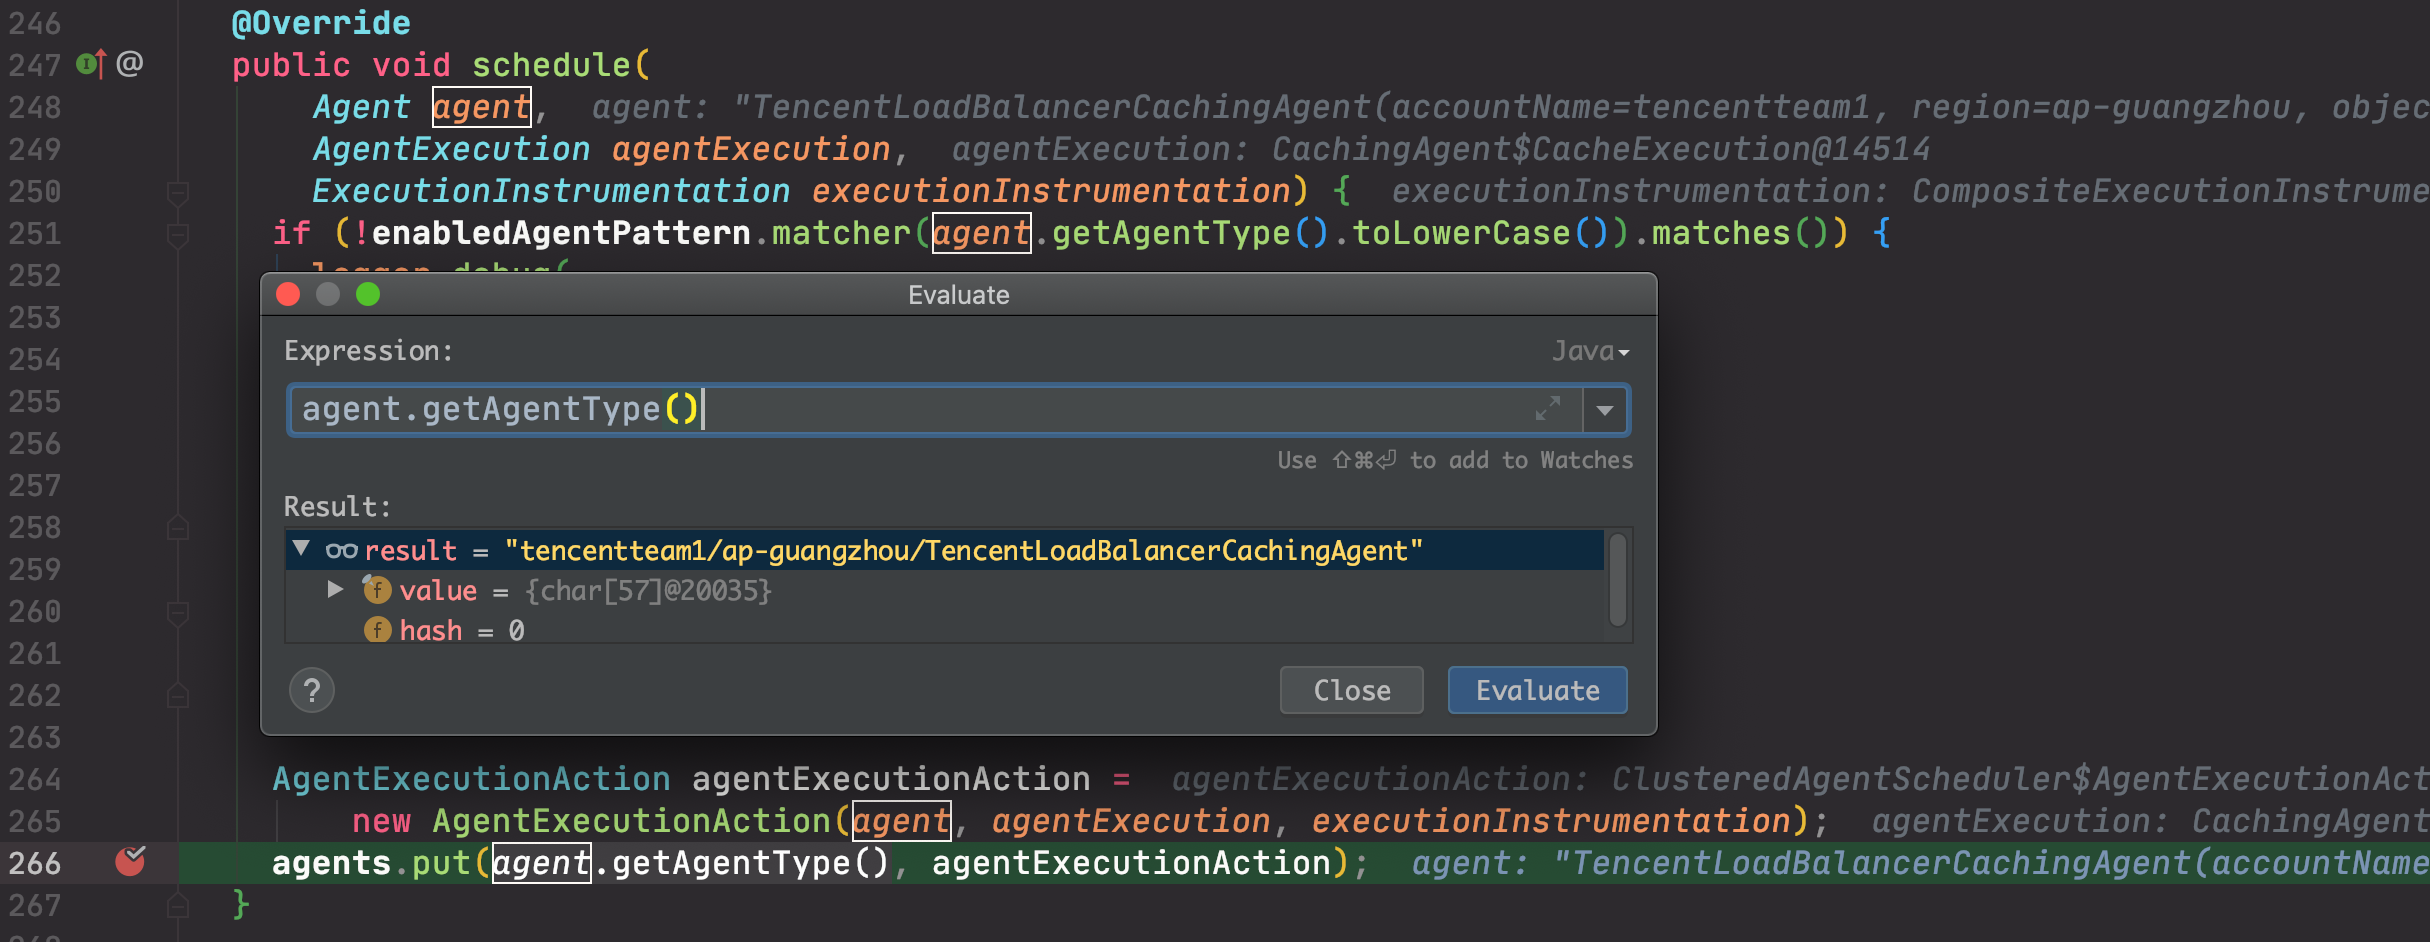 246 @Override
247 @ public void schedule(
248 Agent agent, agent: "TencentLoadBalancerCachingAgent(accountName=tencentteam1, region=ap-guangzhou, objec
249 AgentExecution agentExecution, agentExecution: CachingAgent$CacheExecution@14514
250 ExecutionInstrumentation executionInstrumentation) { executionInstrumentation: CompositeExecutionInstrume
251 if (!enabledAgentPattern.matcher(agent.getAgentType().toLowerCase()).matches()) {
252 logger.debug(
253
254
255
256
257
258
259
260
261
262
263
Evaluate
Expression:
Java
agent.getAgentType()
Use ⇧⌘⏎ to add to Watches
Result:
result = "tencentteam1/ap-guangzhou/TencentLoadBalancerCachingAgent"
f value = {char[57]@20035}
f hash = 0
? Close Evaluate
264 AgentExecutionAction agentExecutionAction = agentExecutionAction: ClusteredAgentScheduler$AgentExecutionAct
265 new AgentExecutionAction(agent, agentExecution, executionInstrumentation); agentExecution: CachingAgent
266 agents.put(agent.getAgentType(), agentExecutionAction); agent: "TencentLoadBalancerCachingAgent(accountName
267 }